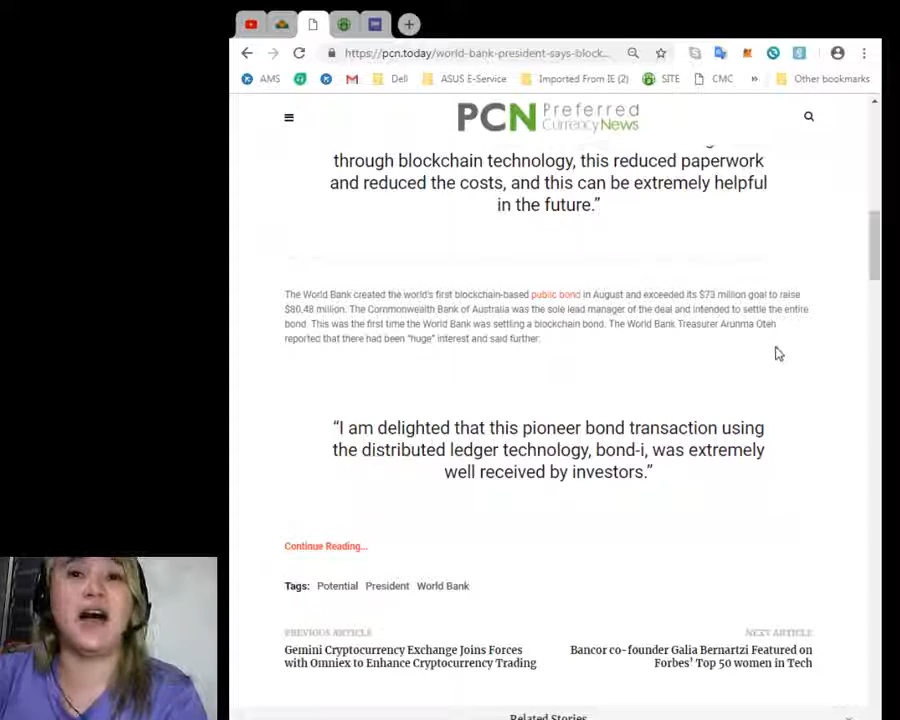 https://pcn.today/world-bank-president-says-block...
AMS
Dell
ASUS E-Service
Imported From IE (2)
SITE
CMC
»
Other bookmarks
PCN Preferred
CurrencyNews
through blockchain technology, this reduced paperwork
and reduced the costs, and this can be extremely helpful
in the future.”
The World Bank created the world's first blockchain-based public bond in August and exceeded its $73 million goal to raise
$80.48 million. The Commonwealth Bank of Australia was the sole lead manager of the deal and intended to settle the entire
bond. This was the first time the World Bank was settling a blockchain bond. The World Bank Treasurer Arunma Oteh
reported that there had been "huge" interest and said further:
“I am delighted that this pioneer bond transaction using
the distributed ledger technology, bond-i, was extremely
well received by investors.”
Continue Reading...
Tags: Potential President World Bank
PREVIOUS ARTICLE
Gemini Cryptocurrency Exchange Joins Forces
with Omniex to Enhance Cryptocurrency Trading
NEXT ARTICLE
Bancor co-founder Galia Bernartzi Featured on
Forbes’ Top 50 women in Tech
Related Stories